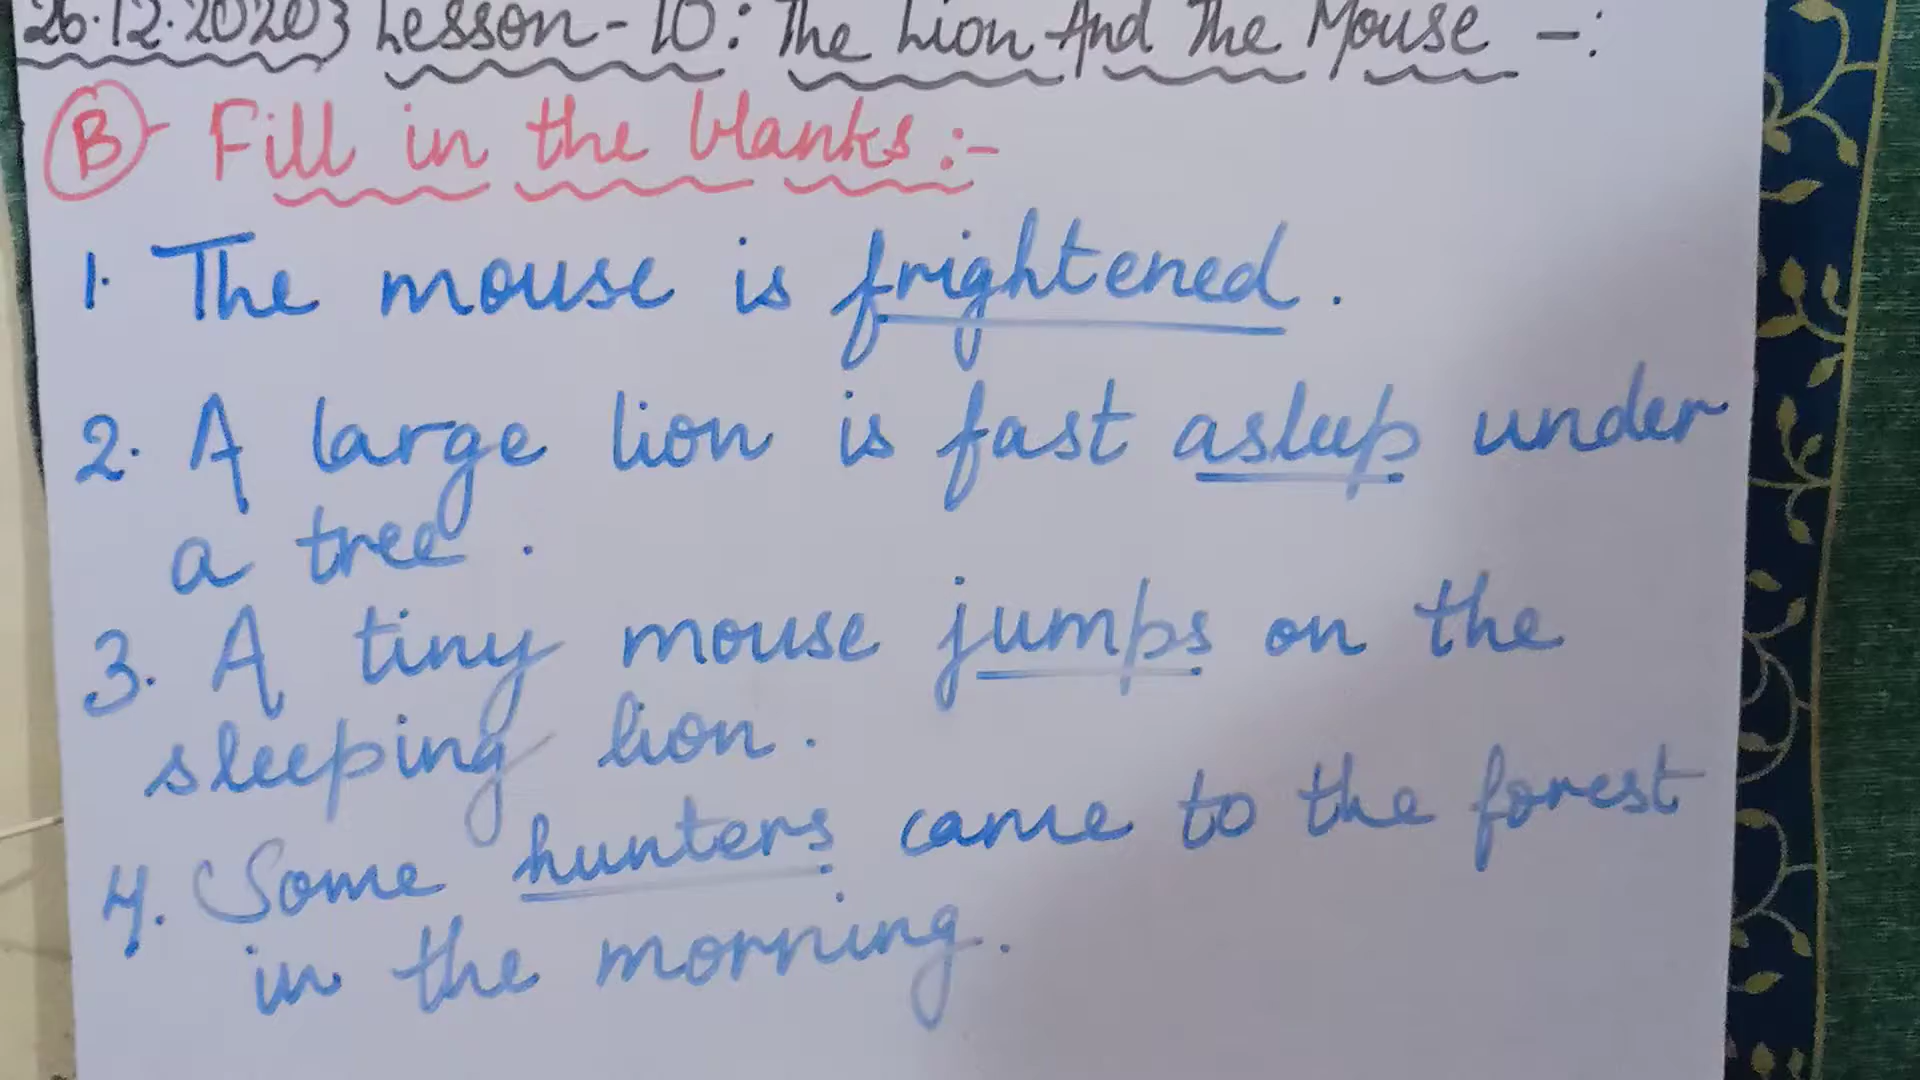 26.12.2020} Lesson-10: The Lion And The Mouse -:
(B)- Fill in the blanks:-
1. The mouse is frightened.
2. A large lion is fast asleep under
a tree.
3. A tiny mouse jumps on the
sleeping lion.
4. Some hunters came to the forest
in the morning.